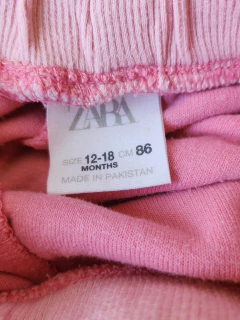 ZARA
SIZE 12-18 CM 86
MONTHS
MADE IN PAKISTAN